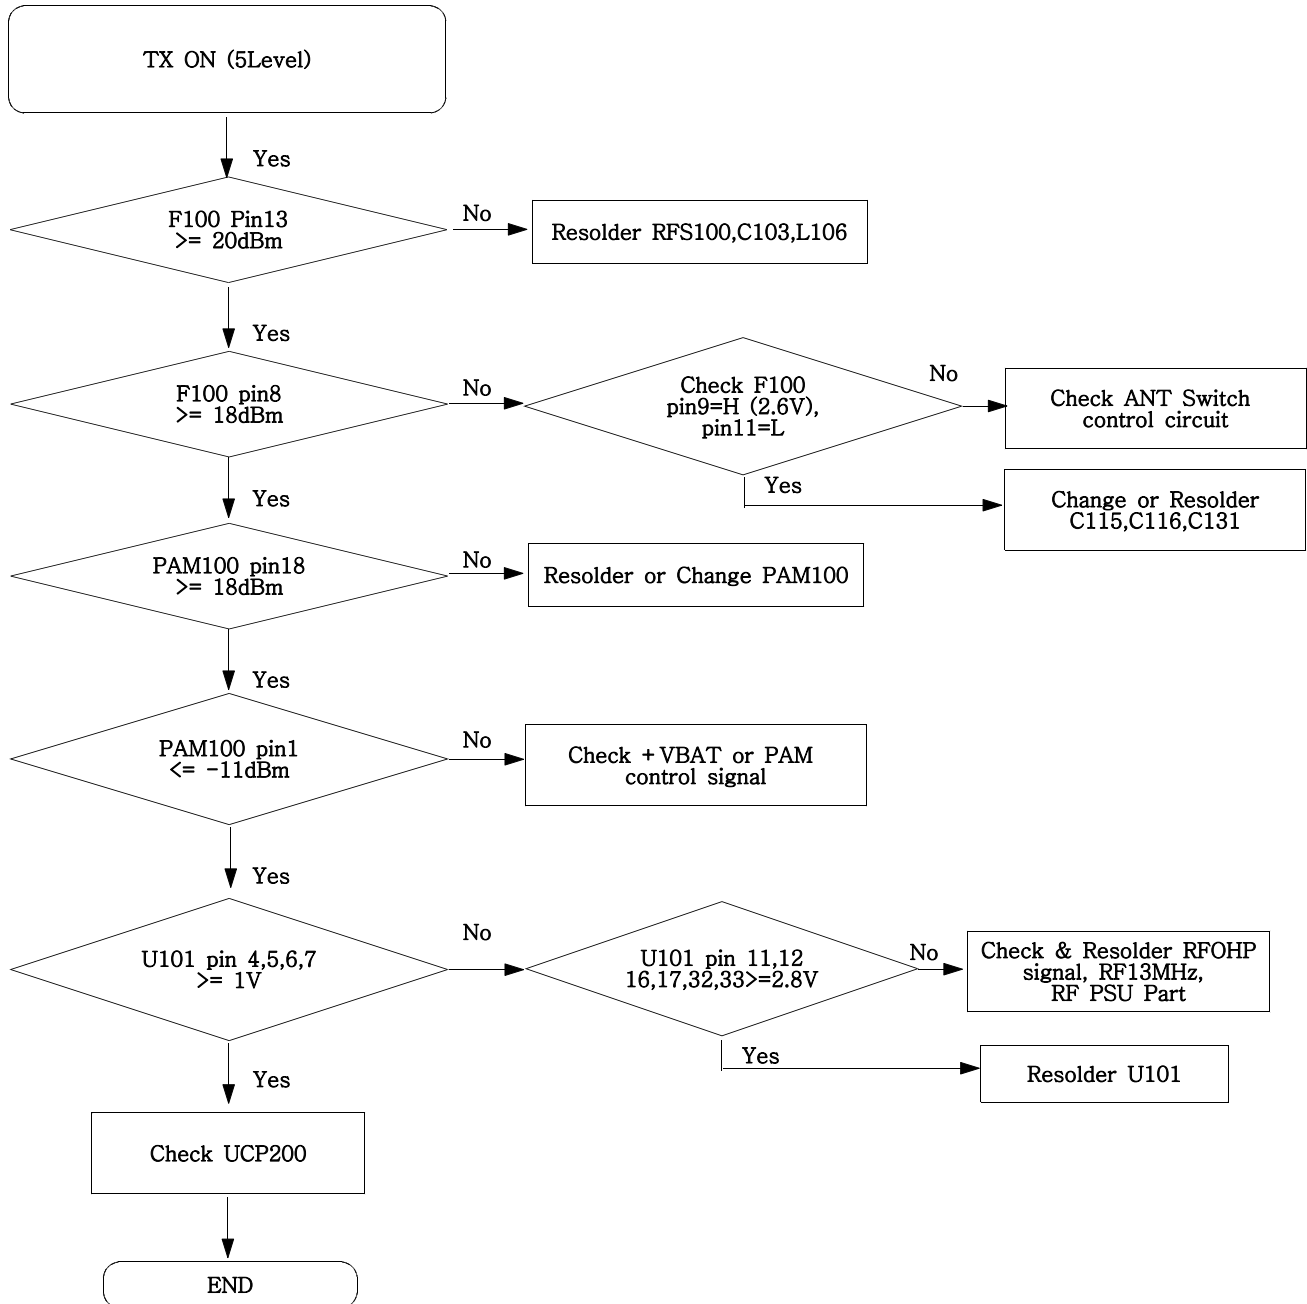 TX ON (5Level)
Yes
F100 Pin13
>= 20dBm
No
Resolder RFS100,C103,L106
Yes
F100 pin8
>= 18dBm
No
Check F100
pin9=H (2.6V),
pin11=L
No
Check ANT Switch
control circuit
Yes
Change or Resolder
C115,C116,C131
Yes
PAM100 pin18
>= 18dBm
No
Resolder or Change PAM100
Yes
PAM100 pin1
<= -11dBm
No
Check +VBAT or PAM
control signal
Yes
U101 pin 4,5,6,7
>= 1V
No
U101 pin 11,12
16,17,32,33>=2.8V
No
Check & Resolder RFOHP
signal, RF13MHz,
RF PSU Part
Yes
Resolder U101
Yes
Check UCP200
END